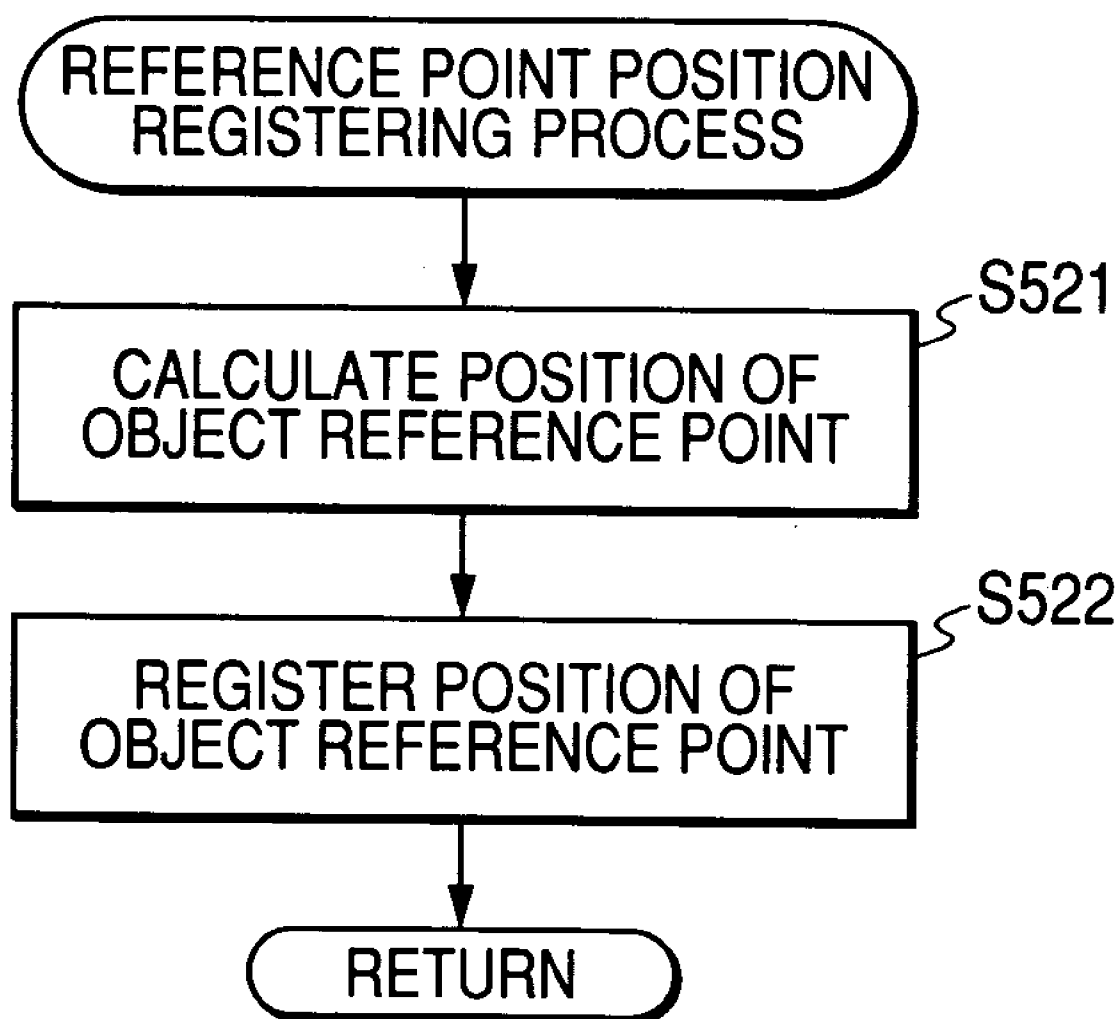 REFERENCE POINT POSITION
REGISTERING PROCESS
S521
CALCULATE POSITION OF
OBJECT REFERENCE POINT
S522
REGISTER POSITION OF
OBJECT REFERENCE POINT
RETURN